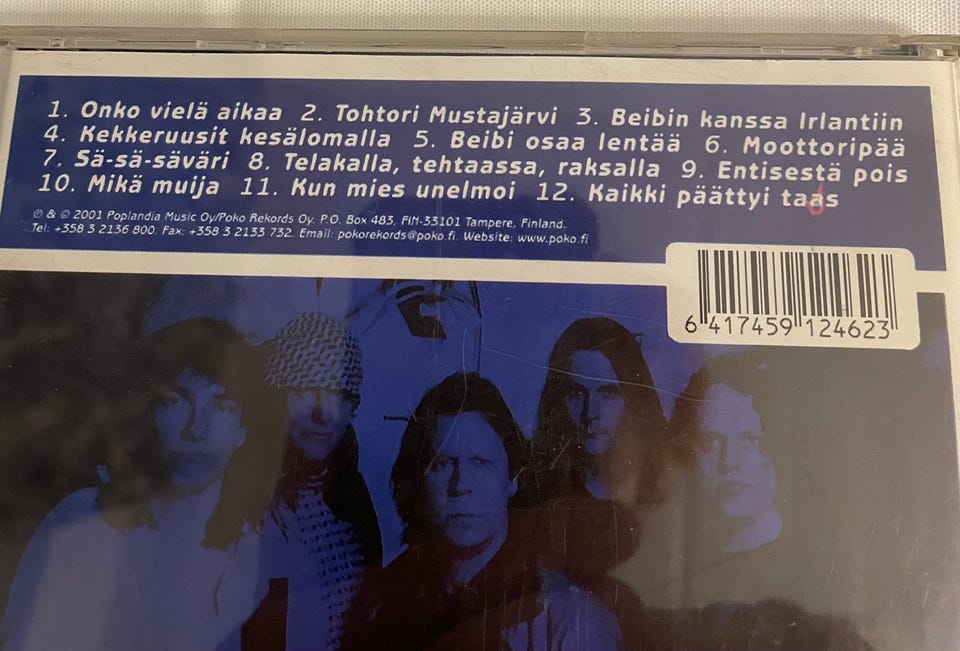 1. Onko vielä aikaa 2. Tohtori Mustajärvi 3. Beibin kanssa Irlantiin
4. Kekkeruusit kesälomalla 5. Beibi osaa lentää 6. Moottoripää
7. Sä-sä-säväri 8. Telakalla, tehtaassa, raksalla 9. Entisestä pois
10. Mikä muija 11. Kun mies unelmoi 12. Kaikki päättyi taas
℗ & © 2001 Poplandia Music Oy/Poko Rekords Oy. P.O. Box 483, FIN-33101 Tampere, Finland.
Tel: +358 3 2136 800. Fax: +358 3 2133 732. Email: pokorekords@poko.fi. Website: www.poko.fi
6 417459 124623